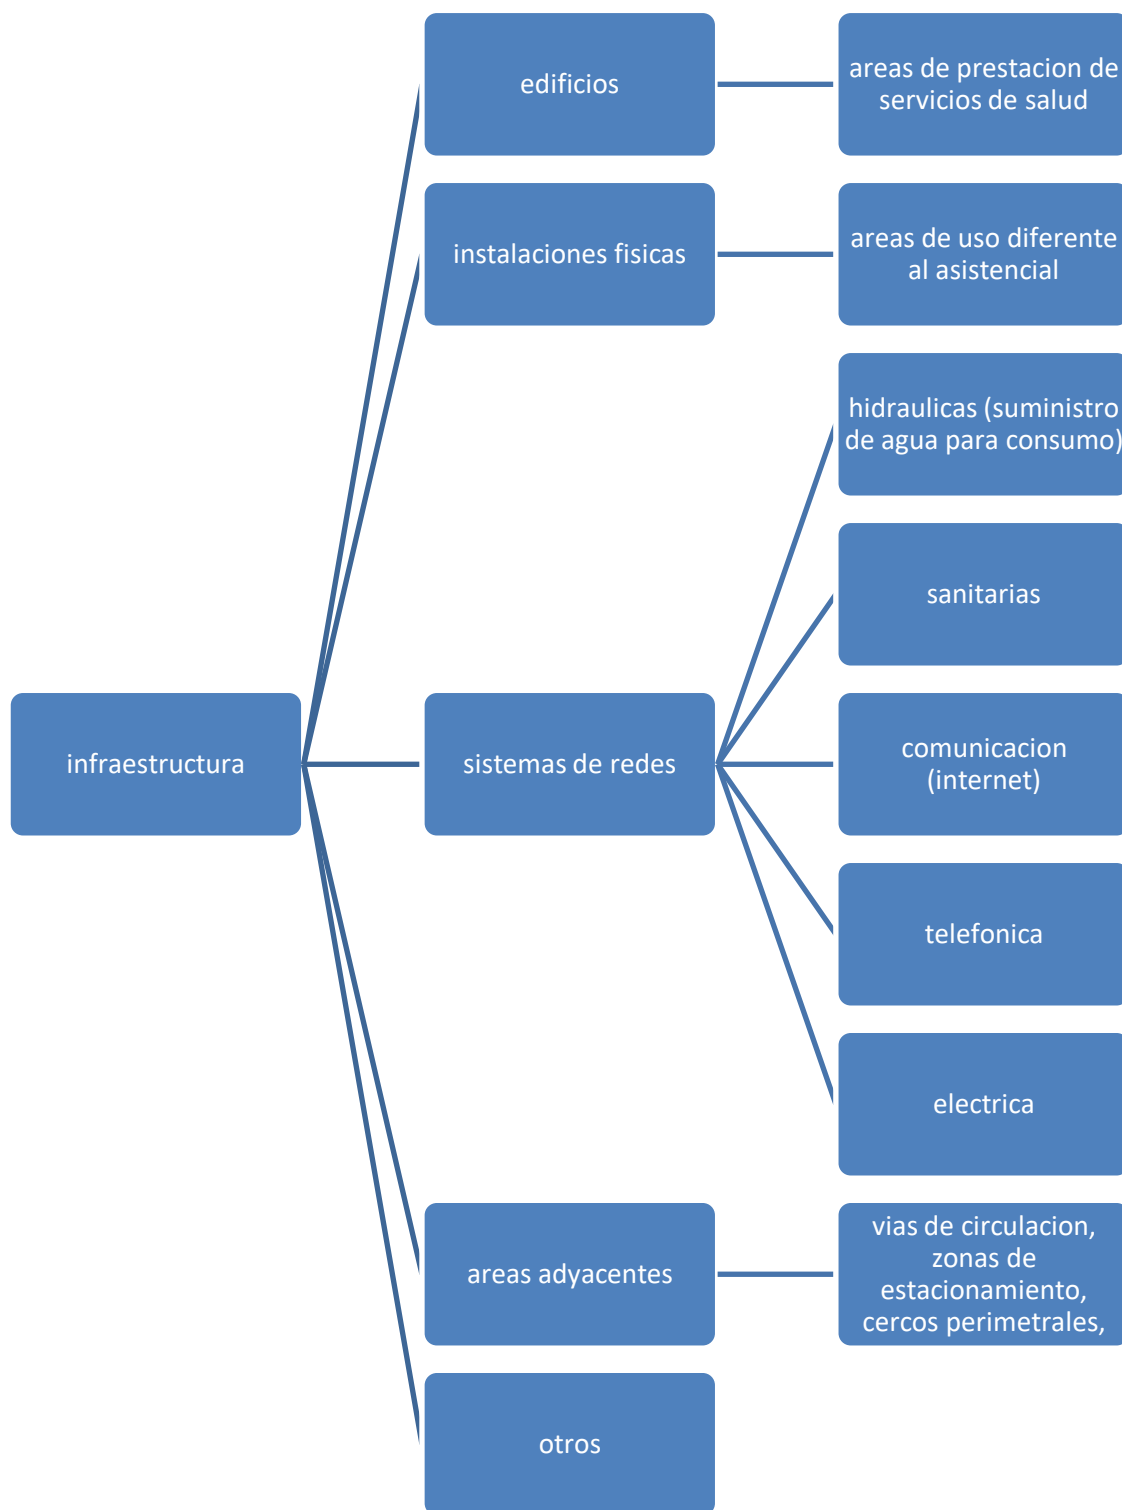 edificios
areas de prestacion de
servicios de salud
instalaciones fisicas
areas de uso diferente
al asistencial
hidraulicas (suministro
de agua para consumo)
sanitarias
infraestructura
sistemas de redes
comunicacion
(internet)
telefonica
electrica
areas adyacentes
vias de circulacion,
zonas de
estacionamiento,
cercos perimetrales,
otros